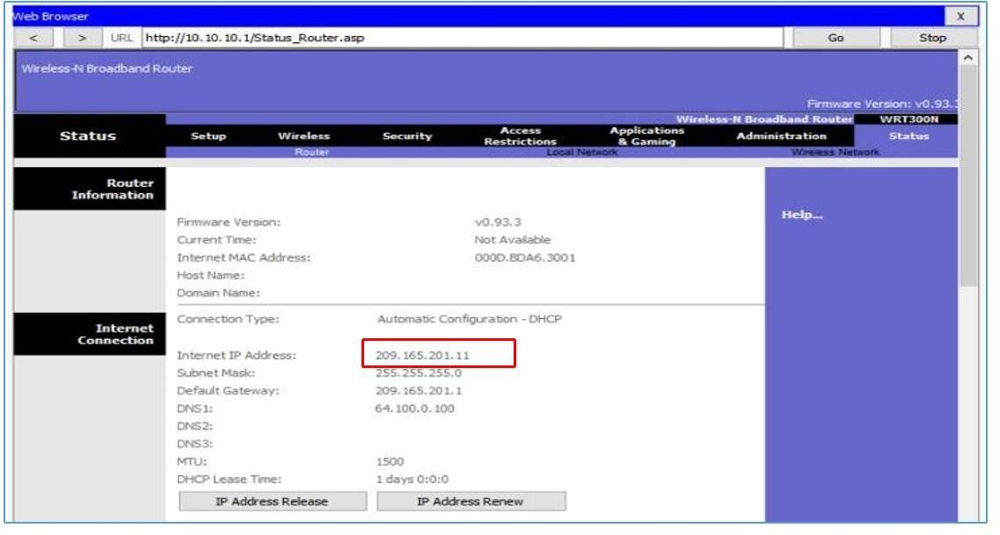 Web Browser X
< > URL http://10.10.10.1/Status_Router.asp Go Stop
Wireless-N Broadband Router
Firmware Version: v0.93.3
Wireless-N Broadband Router WRT300N
Status Setup Wireless Security Access Restrictions Applications & Gaming Administration Status
Router Local Network Wireless Network
Router Information
Help...
Firmware Version: v0.93.3
Current Time: Not Available
Internet MAC Address: 000D.BDA6.3001
Host Name:
Domain Name:
Internet Connection
Connection Type: Automatic Configuration - DHCP
Internet IP Address: 209.165.201.11
Subnet Mask: 255.255.255.0
Default Gateway: 209.165.201.1
DNS1: 64.100.0.100
DNS2:
DNS3:
MTU: 1500
DHCP Lease Time: 1 days 0:0:0
IP Address Release IP Address Renew